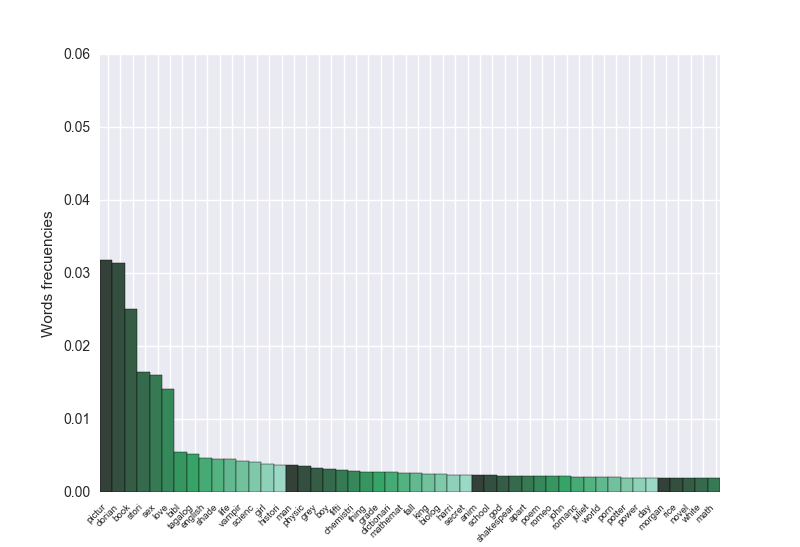 0.06
0.05
0.04
0.03
0.02
0.01
0.00
Words frecuencies
pictur
dorian
book
stori
sex
love
bibl
tagalog
english
shade
life
vampir
scienc
girl
histori
man
physic
grey
boy
fifti
chemistri
thing
grade
dictionari
mathemat
fall
king
biolog
harri
secret
anim
school
god
shakespear
apart
poem
romeo
john
romanc
juliet
world
porn
potter
power
day
morgan
rice
novel
white
math